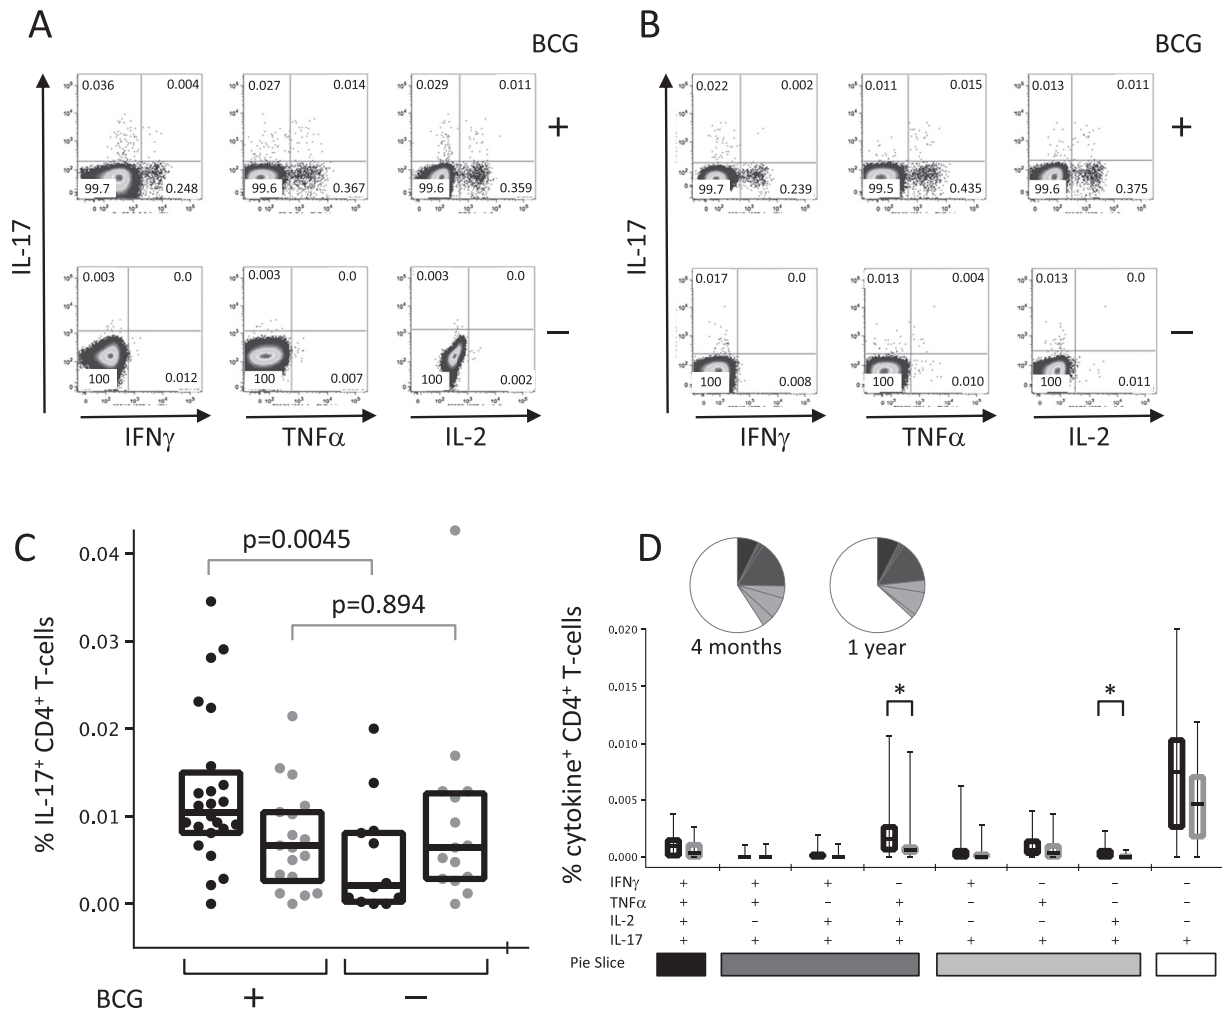 A
B
BCG
BCG
0.036 0.004
0.027 0.014
0.029 0.011
0.022 0.002
0.011 0.015
0.013 0.011
+
+
99.7 0.248
99.6 0.367
99.6 0.359
99.7 0.239
99.5 0.435
99.6 0.375
IL-17
IL-17
0.003 0.0
0.003 0.0
0.003 0.0
0.017 0.0
0.013 0.004
0.013 0.0
−
−
100 0.012
100 0.007
100 0.002
100 0.008
100 0.010
100 0.011
IFNγ TNFα IL-2
IFNγ TNFα IL-2
C
% IL-17⁺ CD4⁺ T-cells
0.04
0.03
0.02
0.01
0.00
p=0.0045
p=0.894
BCG + −
D
4 months 1 year
% cytokine⁺ CD4⁺ T-cells
0.020
0.015
0.010
0.005
0.000
* *
IFNγ + + + − + − − −
TNFα + + − + − + − −
IL-2 + − + + − − + −
IL-17 + + + + + + + +
Pie Slice